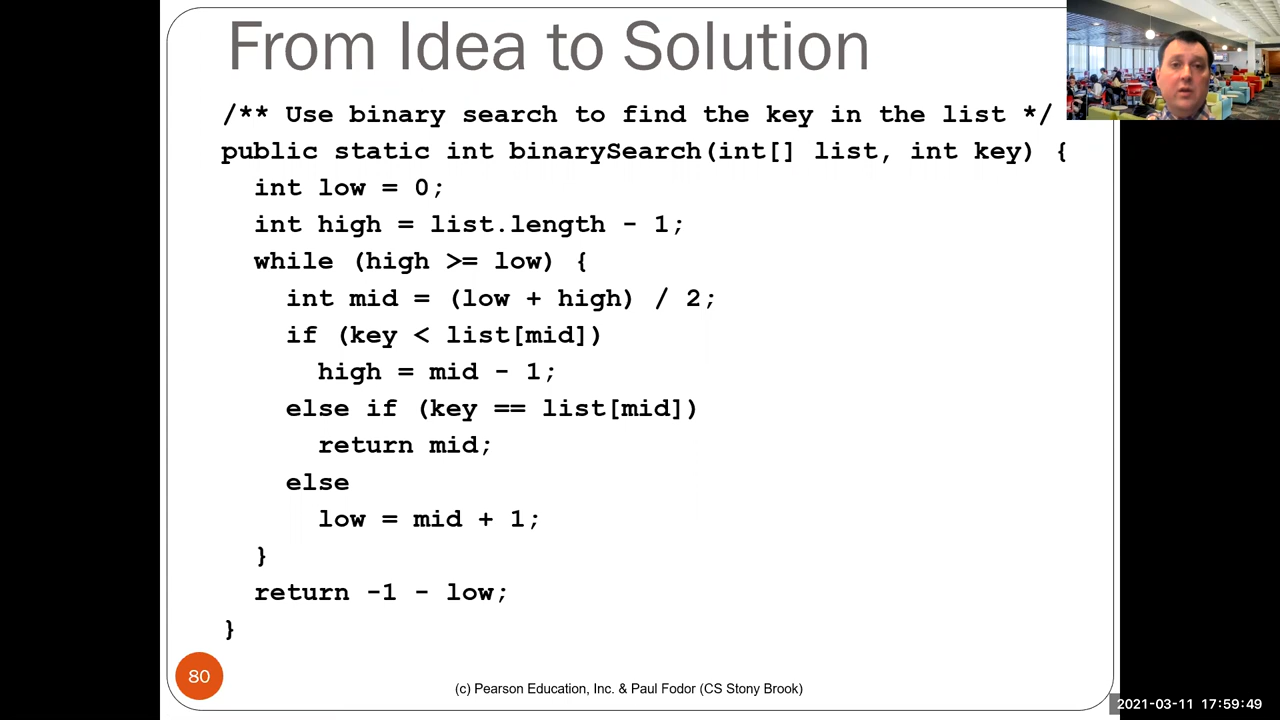 From Idea to Solution
/** Use binary search to find the key in the list */
public static int binarySearch(int[] list, int key) {
  int low = 0;
  int high = list.length - 1;
  while (high >= low) {
    int mid = (low + high) / 2;
    if (key < list[mid])
      high = mid - 1;
    else if (key == list[mid])
      return mid;
    else
      low = mid + 1;
  }
  return -1 - low;
}
80
(c) Pearson Education, Inc. & Paul Fodor (CS Stony Brook)
2021-03-11 17:59:49